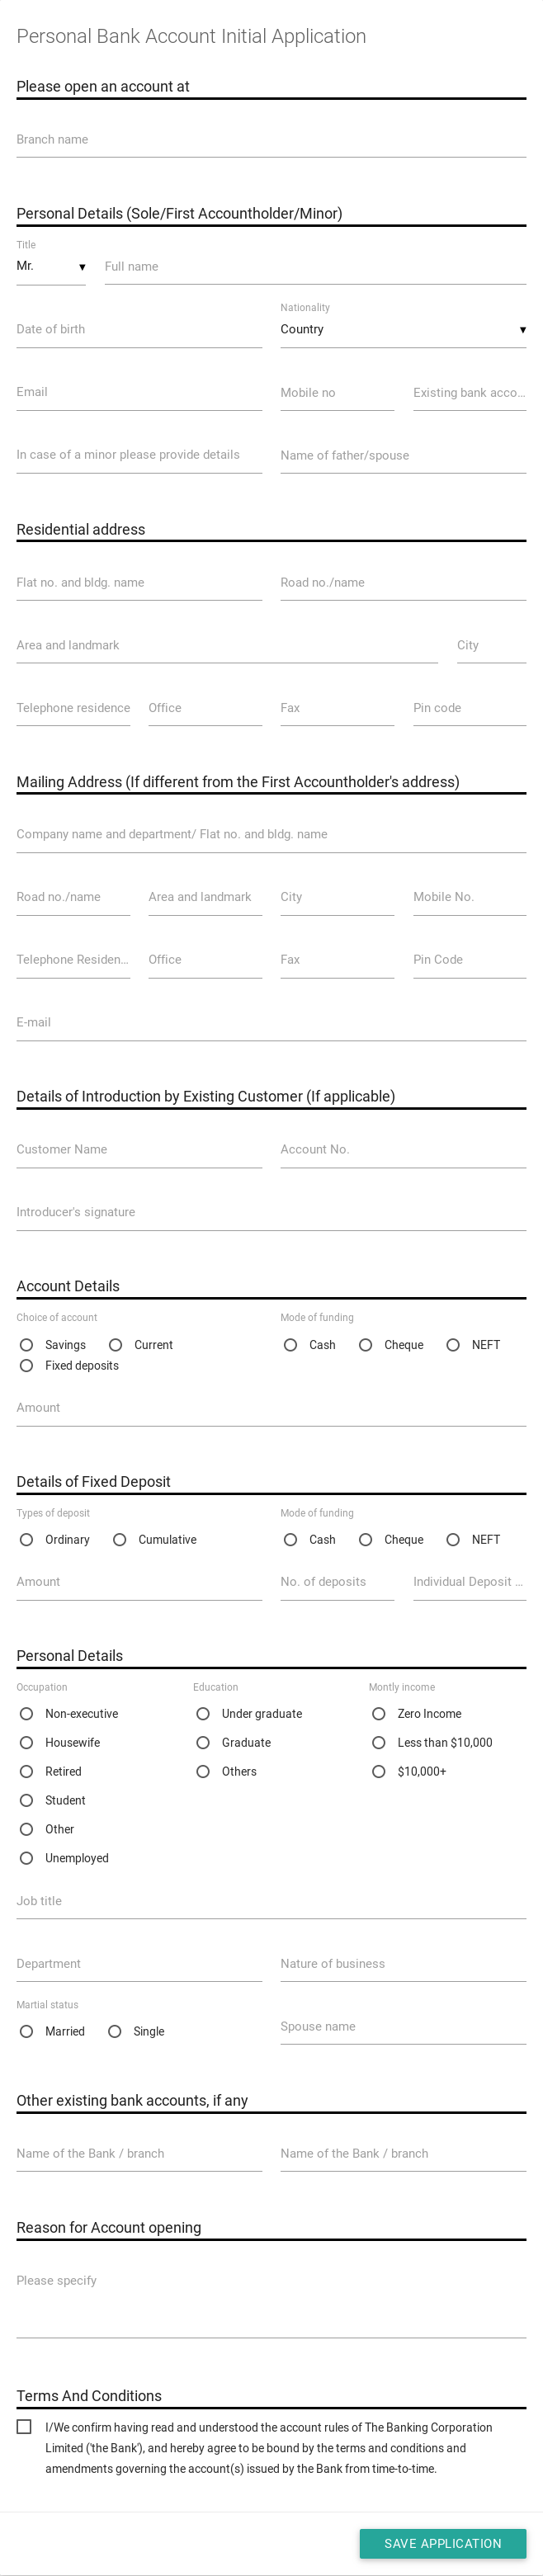 Personal Bank Account Initial Application
Please open an account at
Branch name
Personal Details (Sole/First Accountholder/Minor)
Title
Mr. ▼ Full name
Nationality
Date of birth Country ▼
Email Mobile no Existing bank acco...
In case of a minor please provide details Name of father/spouse
Residential address
Flat no. and bldg. name Road no./name
Area and landmark City
Telephone residence Office Fax Pin code
Mailing Address (If different from the First Accountholder's address)
Company name and department/ Flat no. and bldg. name
Road no./name Area and landmark City Mobile No.
Telephone Residen... Office Fax Pin Code
E-mail
Details of Introduction by Existing Customer (If applicable)
Customer Name Account No.
Introducer's signature
Account Details
Choice of account Mode of funding
Savings Current Cash Cheque NEFT
Fixed deposits
Amount
Details of Fixed Deposit
Types of deposit Mode of funding
Ordinary Cumulative Cash Cheque NEFT
Amount No. of deposits Individual Deposit ...
Personal Details
Occupation Education Montly income
Non-executive Under graduate Zero Income
Housewife Graduate Less than $10,000
Retired Others $10,000+
Student
Other
Unemployed
Job title
Department Nature of business
Martial status
Married Single Spouse name
Other existing bank accounts, if any
Name of the Bank / branch Name of the Bank / branch
Reason for Account opening
Please specify
Terms And Conditions
I/We confirm having read and understood the account rules of The Banking Corporation
Limited ('the Bank'), and hereby agree to be bound by the terms and conditions and
amendments governing the account(s) issued by the Bank from time-to-time.
SAVE APPLICATION